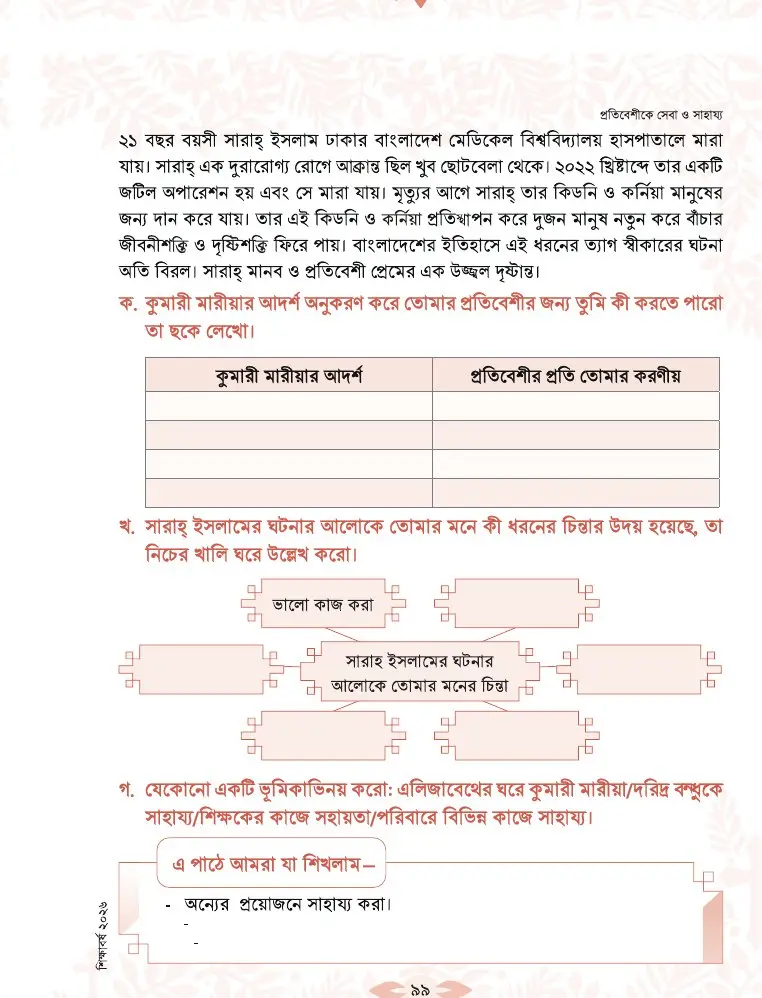 প্রতিবেশীকে সেবা ও সাহায্য
২১ বছর বয়সী সারাহ্ ইসলাম ঢাকার বাংলাদেশ মেডিকেল বিশ্ববিদ্যালয় হাসপাতালে মারা
যায়। সারাহ্ এক দুরারোগ্য রোগে আক্রান্ত ছিল খুব ছোটবেলা থেকে। ২০২২ খ্রিষ্টাব্দে তার একটি
জটিল অপারেশন হয় এবং সে মারা যায়। মৃত্যুর আগে সারাহ্ তার কিডনি ও কর্নিয়া মানুষের
জন্য দান করে যায়। তার এই কিডনি ও কর্নিয়া প্রতিস্থাপন করে দুজন মানুষ নতুন করে বাঁচার
জীবনীশক্তি ও দৃষ্টিশক্তি ফিরে পায়। বাংলাদেশের ইতিহাসে এই ধরনের ত্যাগ স্বীকারের ঘটনা
অতি বিরল। সারাহ্ মানব ও প্রতিবেশী প্রেমের এক উজ্জ্বল দৃষ্টান্ত।
ক. কুমারী মারীয়ার আদর্শ অনুকরণ করে তোমার প্রতিবেশীর জন্য তুমি কী করতে পারো
তা ছকে লেখো।
কুমারী মারীয়ার আদর্শ প্রতিবেশীর প্রতি তোমার করণীয়
খ. সারাহ্ ইসলামের ঘটনার আলোকে তোমার মনে কী ধরনের চিন্তার উদয় হয়েছে, তা
নিচের খালি ঘরে উল্লেখ করো।
ভালো কাজ করা
সারাহ ইসলামের ঘটনার
আলোকে তোমার মনের চিন্তা
গ. যেকোনো একটি ভূমিকাভিনয় করো: এলিজাবেথের ঘরে কুমারী মারীয়া/দরিদ্র বন্ধুকে
সাহায্য/শিক্ষকের কাজে সহায়তা/পরিবারে বিভিন্ন কাজে সাহায্য।
এ পাঠে আমরা যা শিখলাম–
- অন্যের প্রয়োজনে সাহায্য করা।
-
-
শিক্ষাবর্ষ ২০২৬
৯৯